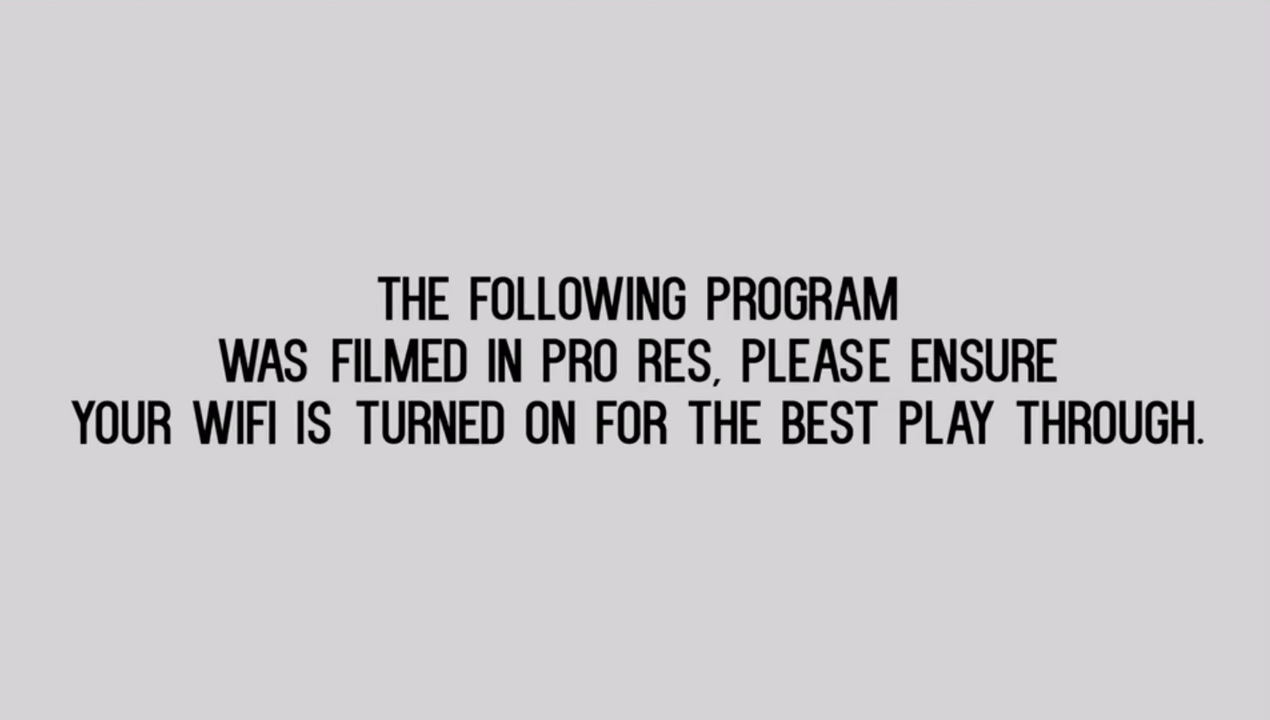 THE FOLLOWING PROGRAM
WAS FILMED IN PRO RES, PLEASE ENSURE
YOUR WIFI IS TURNED ON FOR THE BEST PLAY THROUGH.